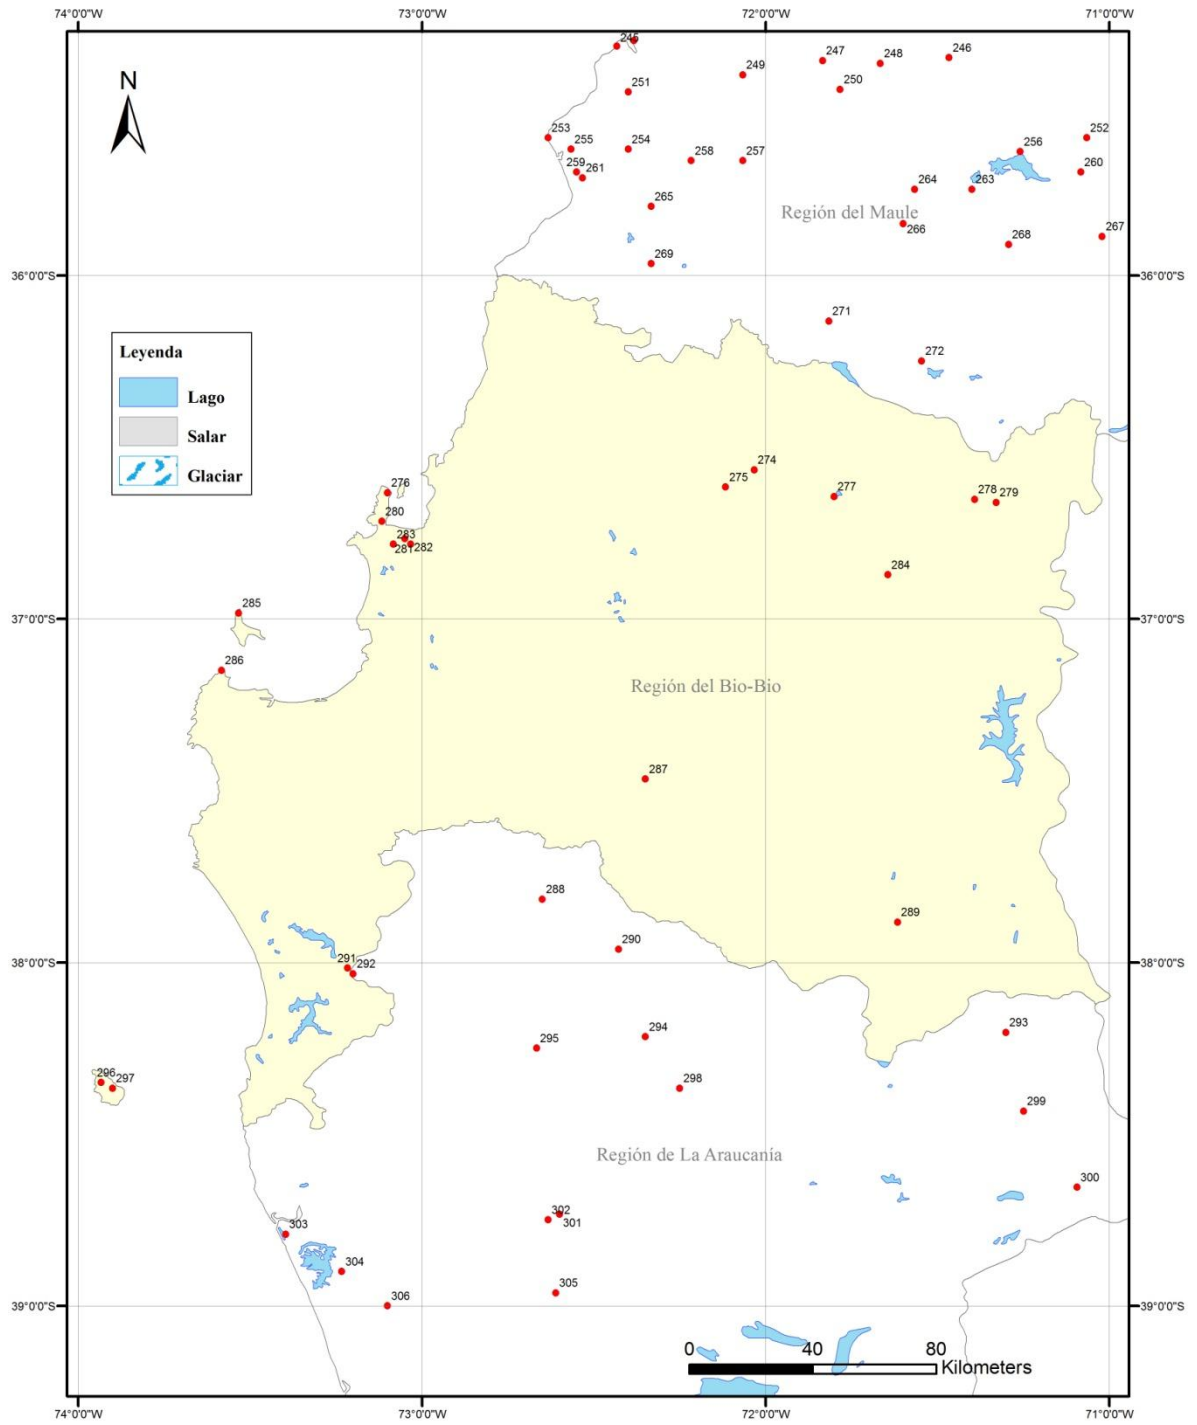 74°0'0"W 73°0'0"W 72°0'0"W 71°0'0"W
N
245
247
248
246
249
250
251
253
255
254
258
257
256
252
260
259
261
264
263
265
Región del Maule
266
268
267
269
36°0'0"S
36°0'0"S
271
272
Leyenda
Lago
Salar
Glaciar
274
275
276
277
278
279
280
283
281
282
284
285
37°0'0"S
37°0'0"S
286
Región del Bio-Bio
287
288
289
290
38°0'0"S
38°0'0"S
291
292
293
294
295
296
297
298
299
Región de La Araucanía
300
302
301
303
304
305
306
39°0'0"S
39°0'0"S
0 40 80
Kilometers
74°0'0"W 73°0'0"W 72°0'0"W 71°0'0"W